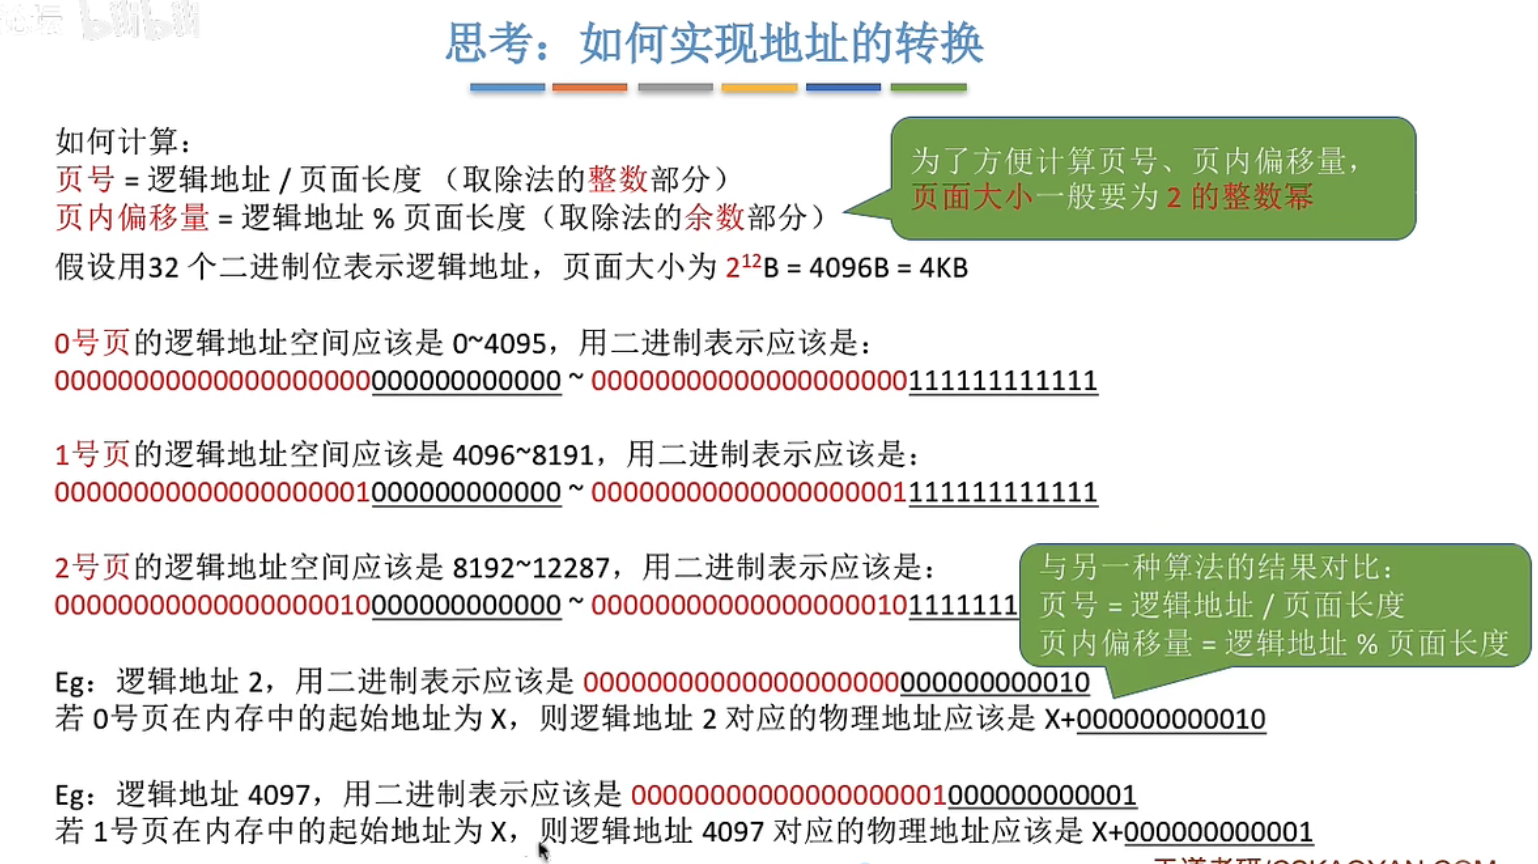 思考：如何实现地址的转换
如何计算：
页号 = 逻辑地址 / 页面长度 （取除法的整数部分）
页内偏移量 = 逻辑地址 % 页面长度（取除法的余数部分）
为了方便计算页号、页内偏移量，
页面大小一般要为 2 的整数幂
假设用32 个二进制位表示逻辑地址，页面大小为 2¹²B = 4096B = 4KB
0号页的逻辑地址空间应该是 0~4095，用二进制表示应该是：
00000000000000000000000000000000 ~ 00000000000000000000111111111111
1号页的逻辑地址空间应该是 4096~8191，用二进制表示应该是：
00000000000000000001000000000000 ~ 00000000000000000001111111111111
2号页的逻辑地址空间应该是 8192~12287，用二进制表示应该是：
00000000000000000010000000000000 ~ 000000000000000000101111111
与另一种算法的结果对比：
页号 = 逻辑地址 / 页面长度
页内偏移量 = 逻辑地址 % 页面长度
Eg：逻辑地址 2，用二进制表示应该是 00000000000000000000000000000010
若 0号页在内存中的起始地址为 X，则逻辑地址 2 对应的物理地址应该是 X+000000000010
Eg：逻辑地址 4097，用二进制表示应该是 00000000000000000001000000000001
若 1号页在内存中的起始地址为 X，则逻辑地址 4097 对应的物理地址应该是 X+000000000001